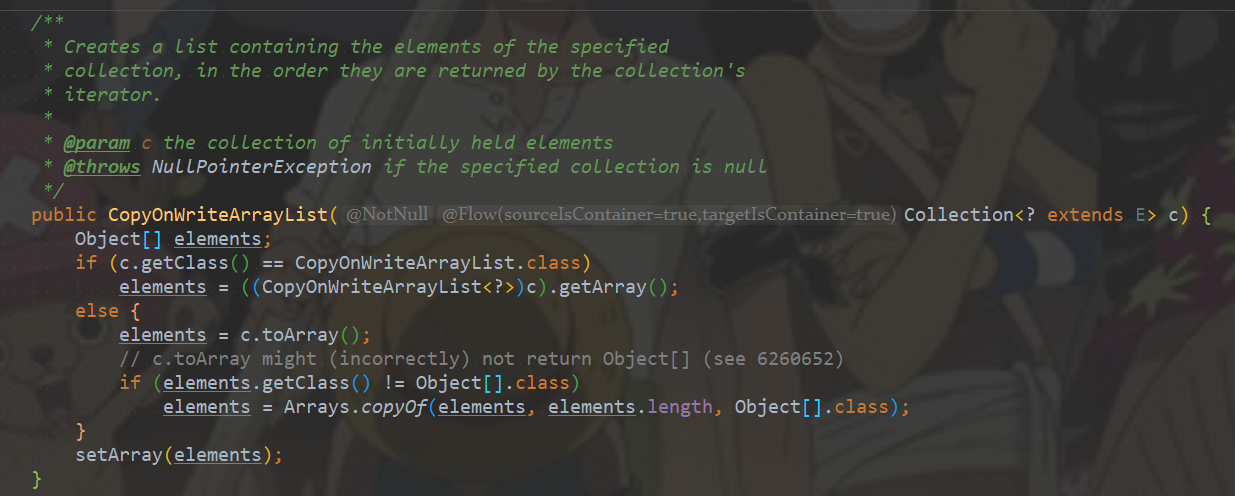 /**
 * Creates a list containing the elements of the specified
 * collection, in the order they are returned by the collection's
 * iterator.
 *
 * @param c the collection of initially held elements
 * @throws NullPointerException if the specified collection is null
 */
public CopyOnWriteArrayList( @NotNull @Flow(sourceIsContainer=true,targetIsContainer=true) Collection<? extends E> c) {
    Object[] elements;
    if (c.getClass() == CopyOnWriteArrayList.class)
        elements = ((CopyOnWriteArrayList<?>)c).getArray();
    else {
        elements = c.toArray();
        // c.toArray might (incorrectly) not return Object[] (see 6260652)
        if (elements.getClass() != Object[].class)
            elements = Arrays.copyOf(elements, elements.length, Object[].class);
    }
    setArray(elements);
}